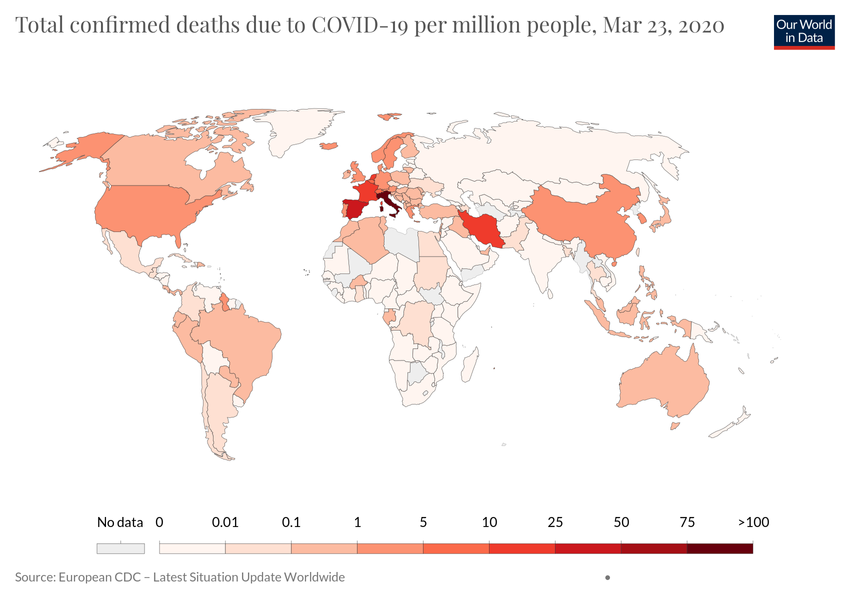 Total confirmed deaths due to COVID-19 per million people, Mar 23, 2020
Our World
in Data
No data 0 0.01 0.1 1 5 10 25 50 75 >100
Source: European CDC – Latest Situation Update Worldwide